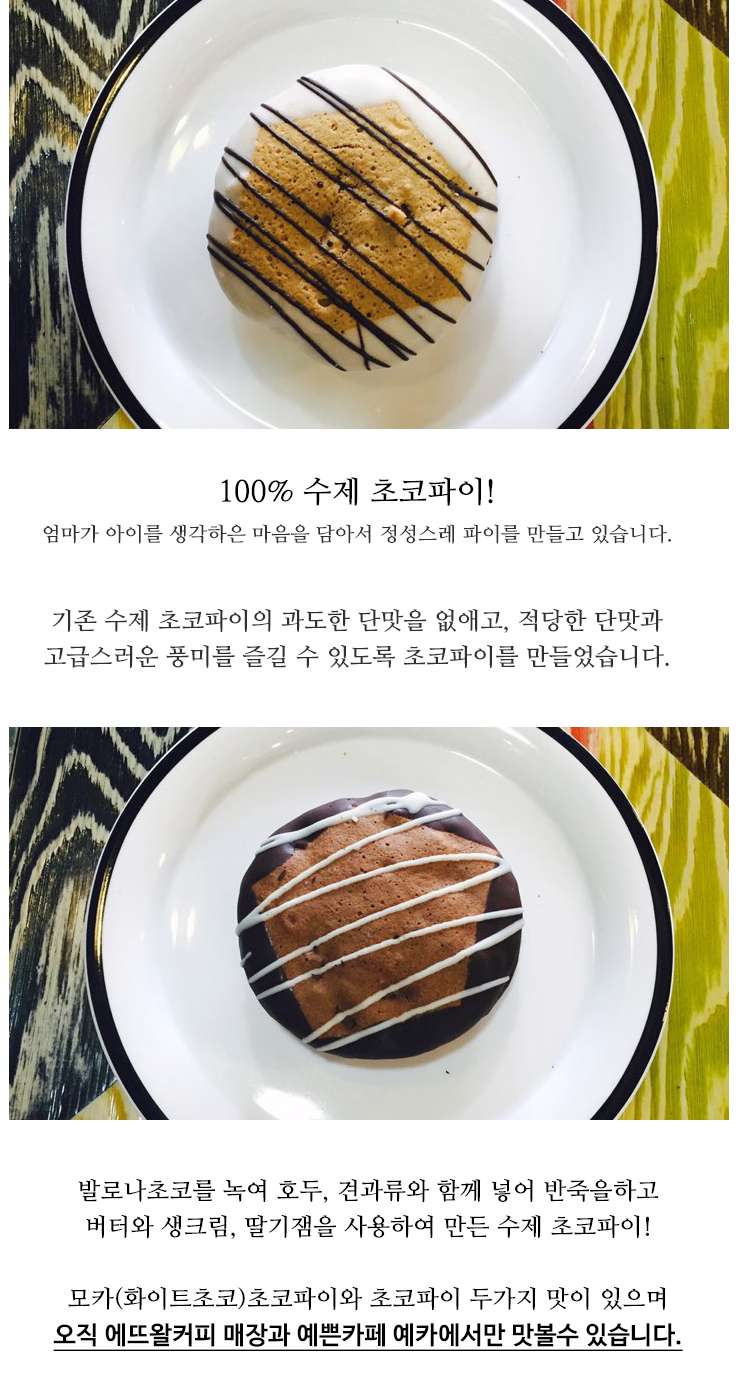 100% 수제 초코파이!
엄마가 아이를 생각하은 마음을 담아서 정성스레 파이를 만들고 있습니다.
기존 수제 초코파이의 과도한 단맛을 없애고, 적당한 단맛과
고급스러운 풍미를 즐길 수 있도록 초코파이를 만들었습니다.
발로나초코를 녹여 호두, 견과류와 함께 넣어 반죽을하고
버터와 생크림, 딸기잼을 사용하여 만든 수제 초코파이!
모카(화이트초코)초코파이와 초코파이 두가지 맛이 있으며
오직 에뜨왈커피 매장과 예쁜카페 예카에서만 맛볼수 있습니다.